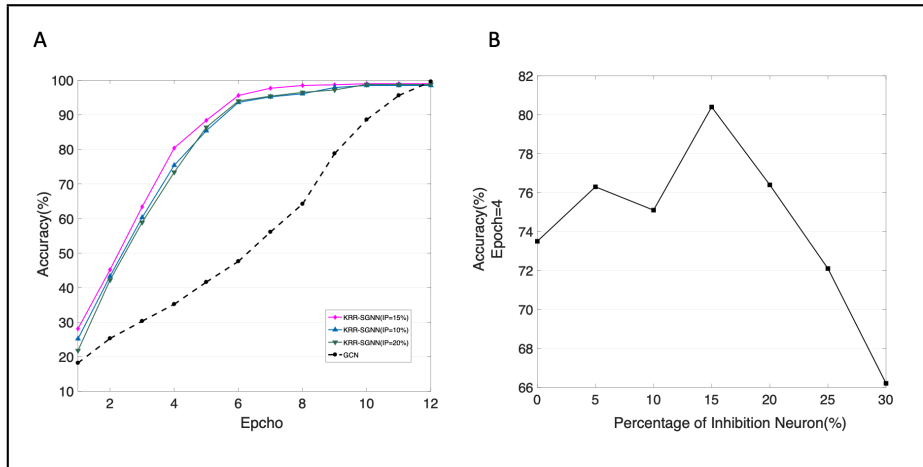 A
B
100
90
80
70
60
50
40
30
20
10
Accuracy(%)
2
4
6
8
10
12
Epcho
KRR-SGNN(IP=15%)
KRR-SGNN(IP=10%)
KRR-SGNN(IP=20%)
GCN
82
80
78
76
74
72
70
68
66
Accuracy(%)
Epoch=4
0
5
10
15
20
25
30
Percentage of Inhibition Neuron(%)